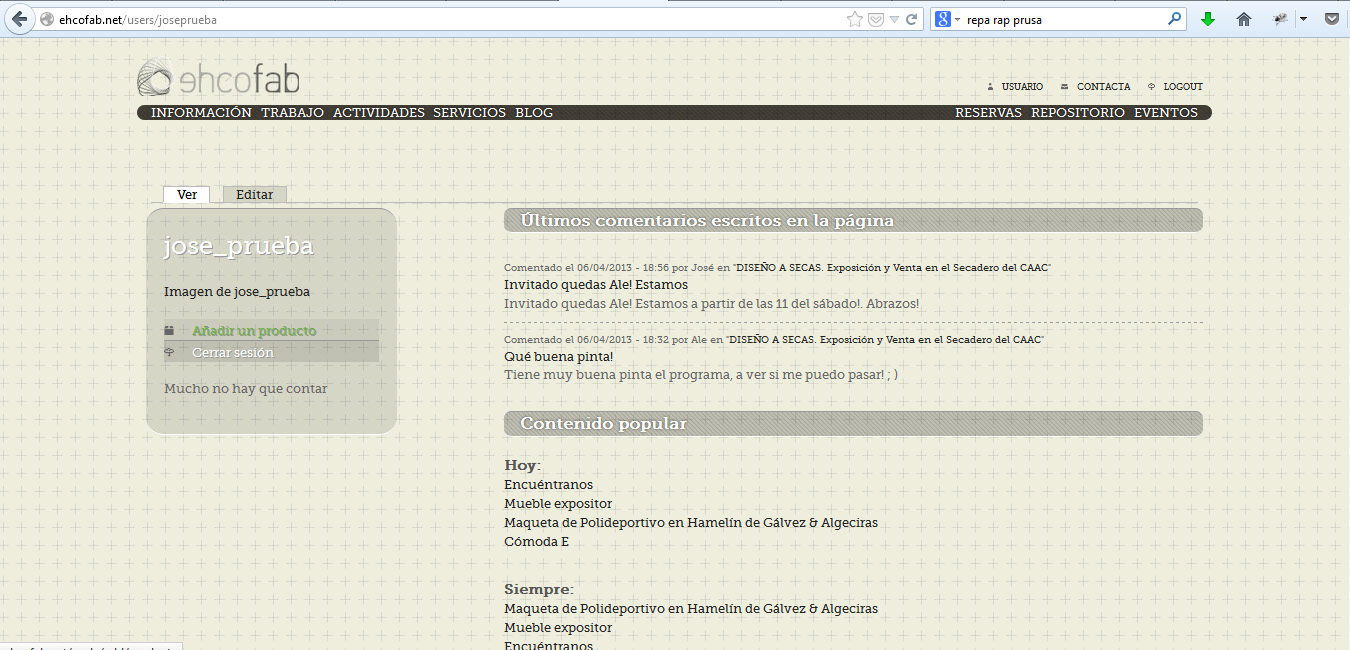 ehcofab.net/users/joseprueba
repa rap prusa
ehcofab
USUARIO CONTACTA LOGOUT
INFORMACIÓN TRABAJO ACTIVIDADES SERVICIOS BLOG RESERVAS REPOSITORIO EVENTOS
Ver Editar
jose_prueba
Imagen de jose_prueba
Añadir un producto
Cerrar sesión
Mucho no hay que contar
Últimos comentarios escritos en la página
Comentado el 06/04/2013 - 18:56 por José en "DISEÑO A SECAS. Exposición y Venta en el Secadero del CAAC"
Invitado quedas Ale! Estamos
Invitado quedas Ale! Estamos a partir de las 11 del sábado!. Abrazos!
Comentado el 06/04/2013 - 18:32 por Ale en "DISEÑO A SECAS. Exposición y Venta en el Secadero del CAAC"
Qué buena pinta!
Tiene muy buena pinta el programa, a ver si me puedo pasar! ; )
Contenido popular
Hoy:
Encuéntranos
Mueble expositor
Maqueta de Polideportivo en Hamelín de Gálvez & Algeciras
Cómoda E
Siempre:
Maqueta de Polideportivo en Hamelín de Gálvez & Algeciras
Mueble expositor
Encuéntranos